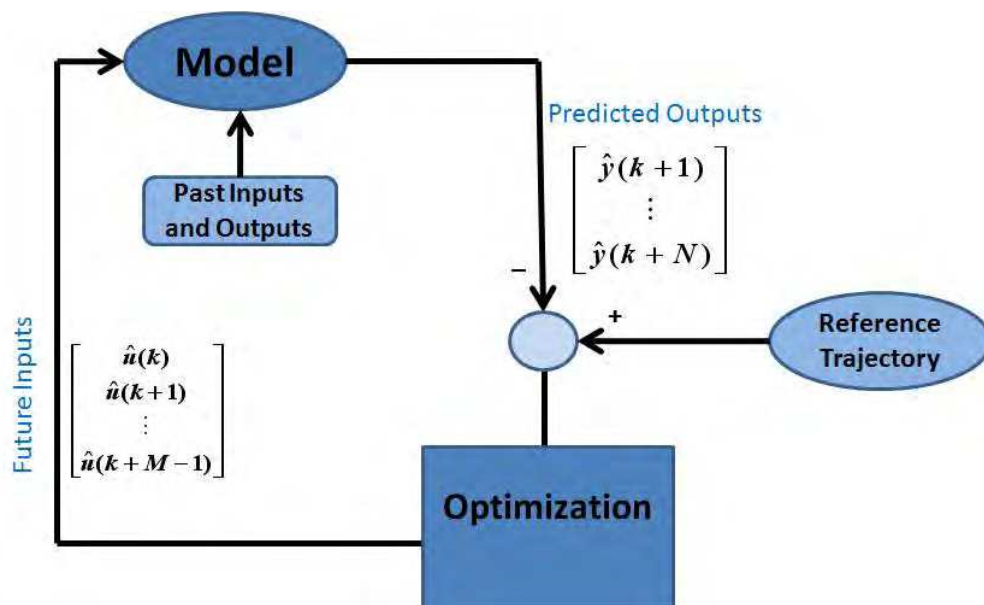 Model
Predicted Outputs
ŷ(k+1)
⋮
ŷ(k+N)
Past Inputs
and Outputs
−
+
Reference
Trajectory
Future Inputs
û(k)
û(k+1)
⋮
û(k+M−1)
Optimization